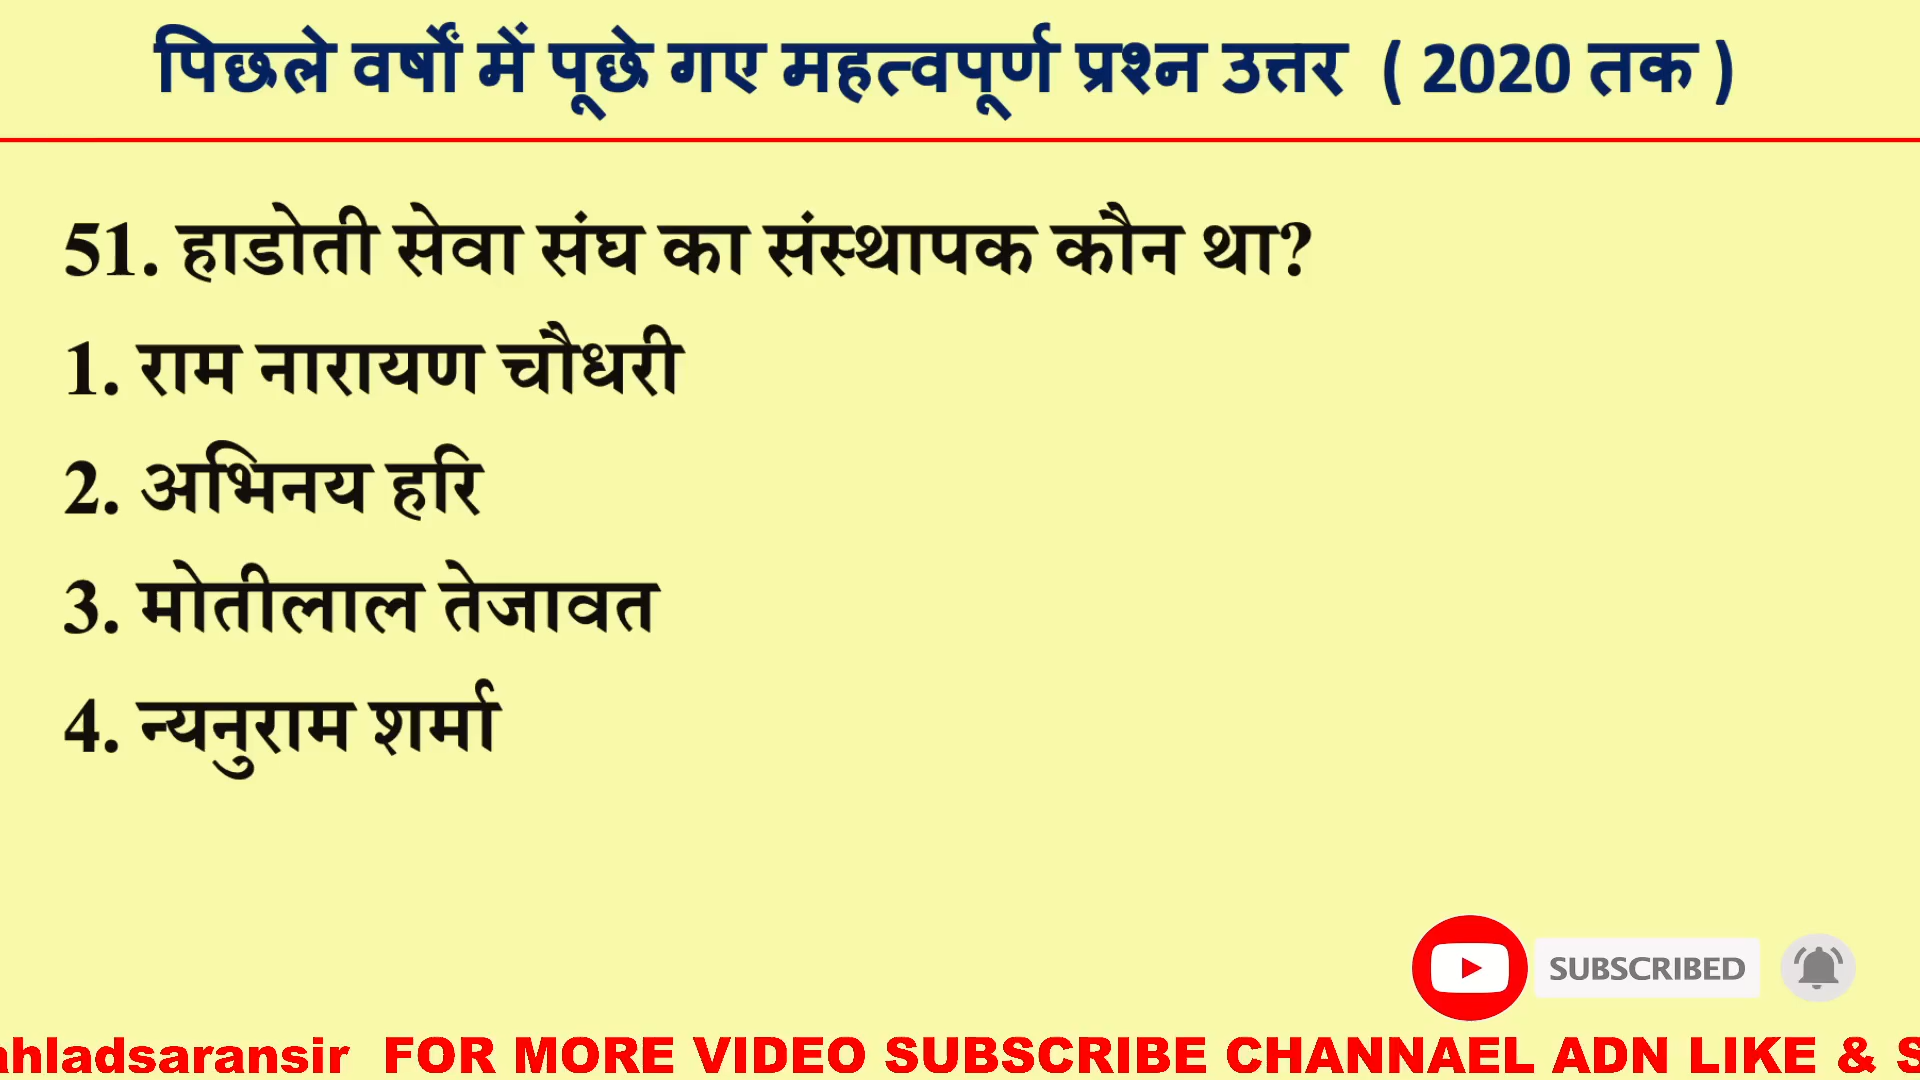 पिछले वर्षों में पूछे गए महत्वपूर्ण प्रश्न उत्तर ( 2020 तक )
51. हाडोती सेवा संघ का संस्थापक कौन था?
1. राम नारायण चौधरी
2. अभिनय हरि
3. मोतीलाल तेजावत
4. न्यनुराम शर्मा
SUBSCRIBED
ahladsaransir FOR MORE VIDEO SUBSCRIBE CHANNAEL ADN LIKE & S